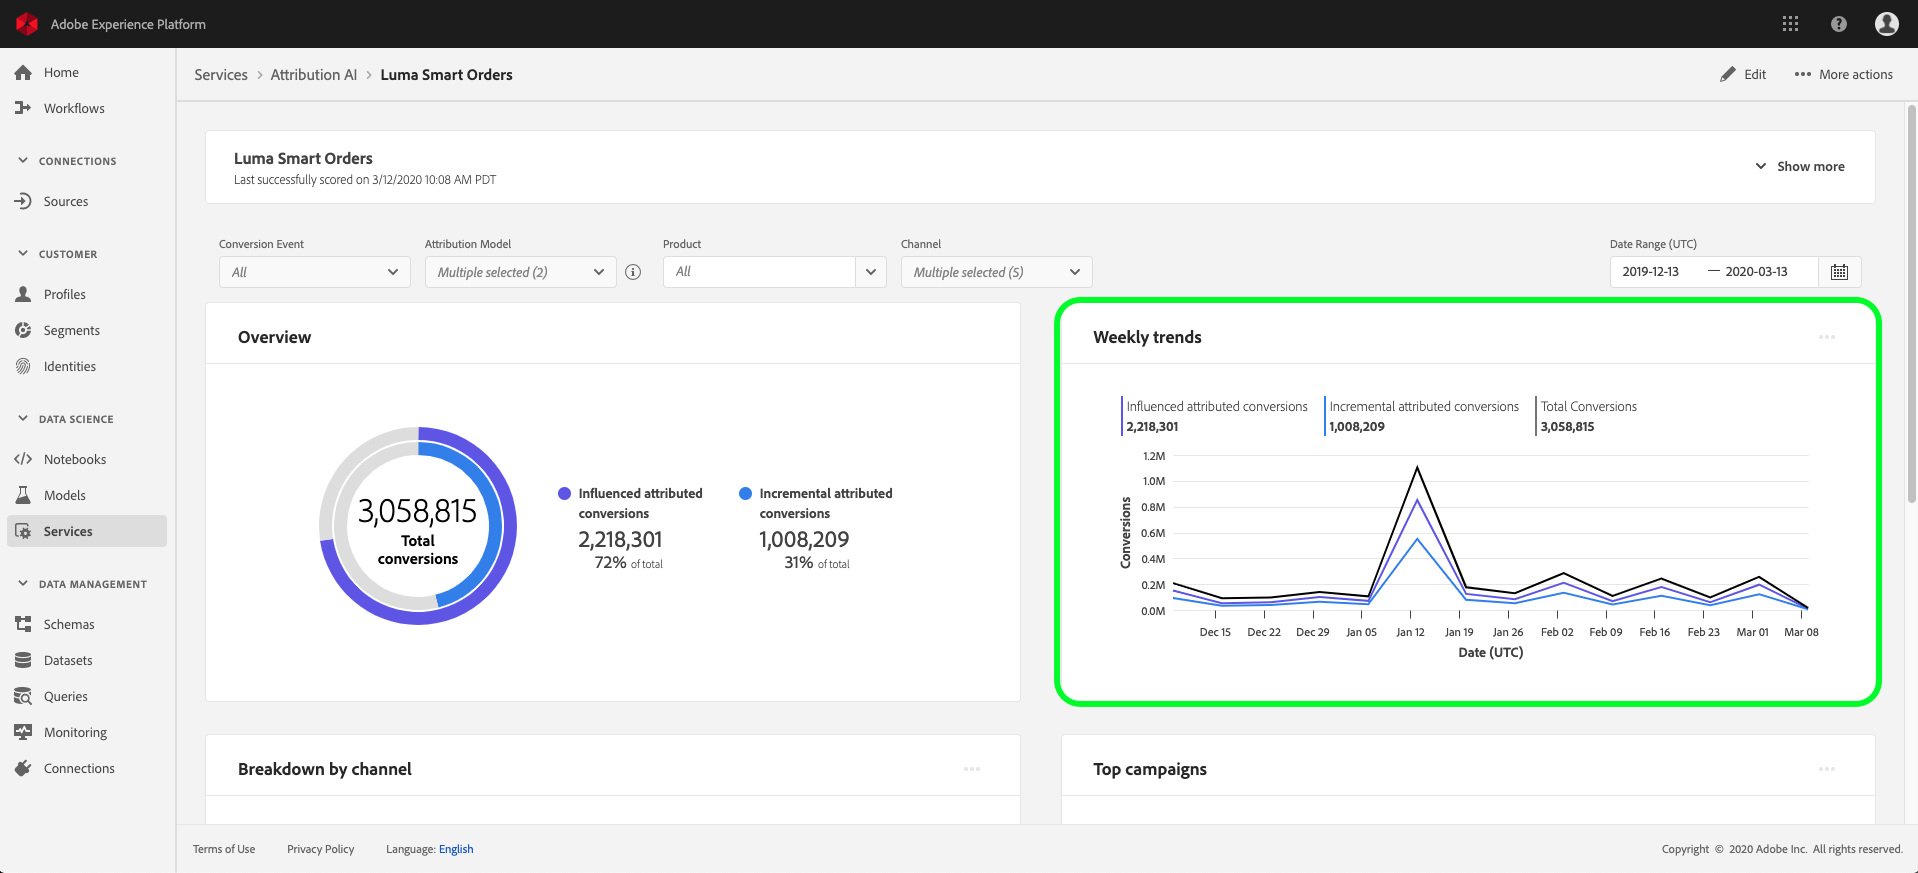 Adobe Experience Platform
Home
Workflows
CONNECTIONS
Sources
CUSTOMER
Profiles
Segments
Identities
DATA SCIENCE
Notebooks
Models
Services
DATA MANAGEMENT
Schemas
Datasets
Queries
Monitoring
Connections
Services > Attribution AI > Luma Smart Orders
Edit
More actions
Luma Smart Orders
Last successfully scored on 3/12/2020 10:08 AM PDT
Show more
Conversion Event
All
Attribution Model
Multiple selected (2)
Product
All
Channel
Multiple selected (5)
Date Range (UTC)
2019-12-13 — 2020-03-13
Overview
3,058,815
Total
conversions
Influenced attributed
conversions
2,218,301
72% of total
Incremental attributed
conversions
1,008,209
31% of total
Weekly trends
Influenced attributed conversions
2,218,301
Incremental attributed conversions
1,008,209
Total Conversions
3,058,815
Conversions
1.2M
1.0M
0.8M
0.6M
0.4M
0.2M
0.0M
Dec 15 Dec 22 Dec 29 Jan 05 Jan 12 Jan 19 Jan 26 Feb 02 Feb 09 Feb 16 Feb 23 Mar 01 Mar 08
Date (UTC)
Breakdown by channel
Top campaigns
Terms of Use
Privacy Policy
Language: English
Copyright © 2020 Adobe Inc. All rights reserved.